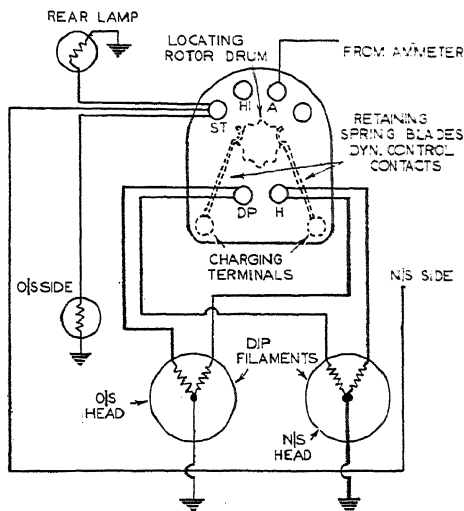 REAR LAMP
LOCATING
ROTOR DRUM
FROM AMMETER
HI
A
ST
RETAINING
SPRING BLADES
DYN. CONTROL
CONTACTS
DP
H
CHARGING
TERMINALS
O/S SIDE
N/S SIDE
DIP
FILAMENTS
O/S
HEAD
N/S
HEAD